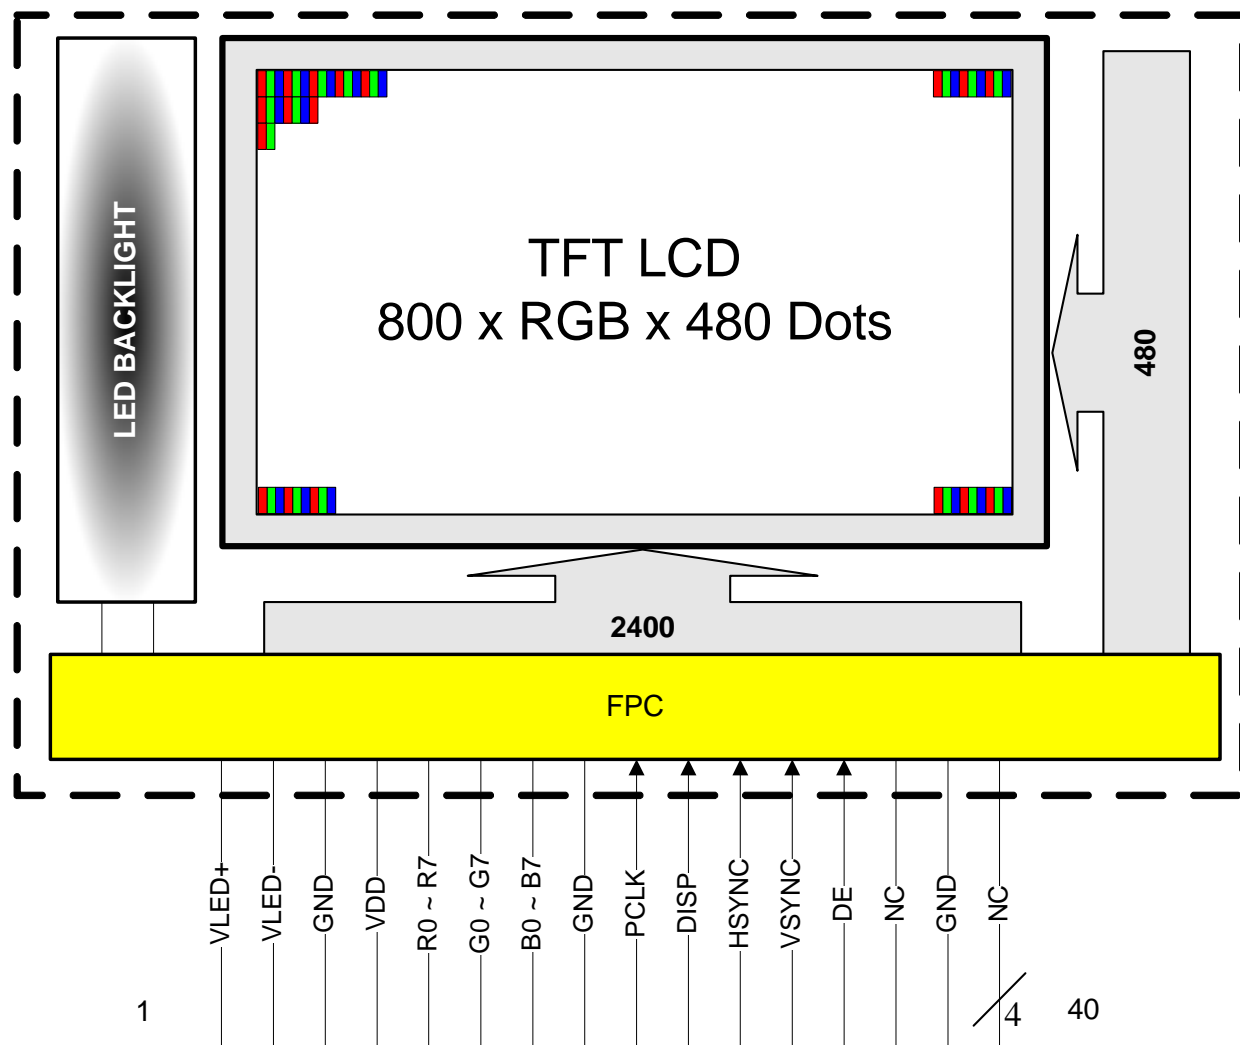 TFT LCD
800 x RGB x 480 Dots
LED BACKLIGHT
480
2400
FPC
VLED+
VLED-
GND
VDD
R0 ~ R7
G0 ~ G7
B0 ~ B7
GND
PCLK
DISP
HSYNC
VSYNC
DE
NC
GND
NC
1
4
40